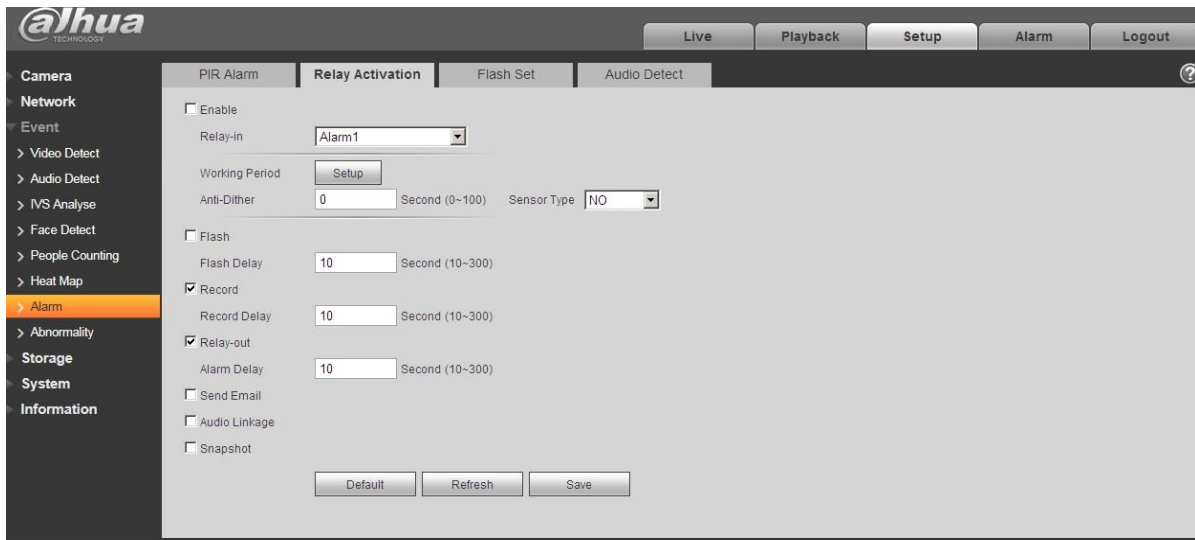 alhua
TECHNOLOGY
Live Playback Setup Alarm Logout
Camera
Network
Event
> Video Detect
> Audio Detect
> IVS Analyse
> Face Detect
> People Counting
> Heat Map
> Alarm
> Abnormality
Storage
System
Information
PIR Alarm Relay Activation Flash Set Audio Detect ?
Enable
Relay-in Alarm1
Working Period Setup
Anti-Dither 0 Second (0~100) Sensor Type NO
Flash
Flash Delay 10 Second (10~300)
Record
Record Delay 10 Second (10~300)
Relay-out
Alarm Delay 10 Second (10~300)
Send Email
Audio Linkage
Snapshot
Default Refresh Save